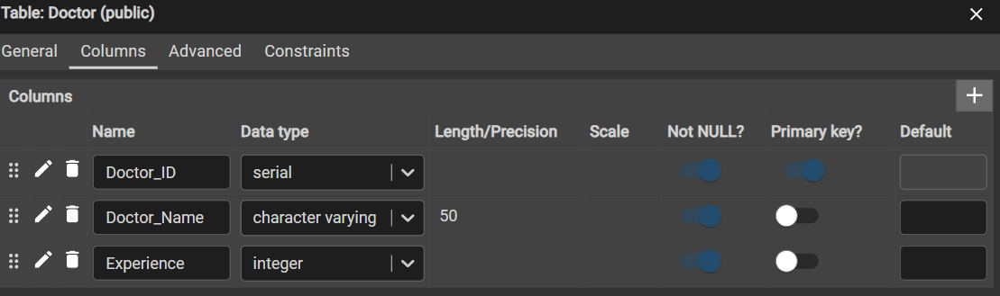 Table: Doctor (public)
General Columns Advanced Constraints
Columns
Name Data type Length/Precision Scale Not NULL? Primary key? Default
Doctor_ID serial
Doctor_Name character varying 50
Experience integer